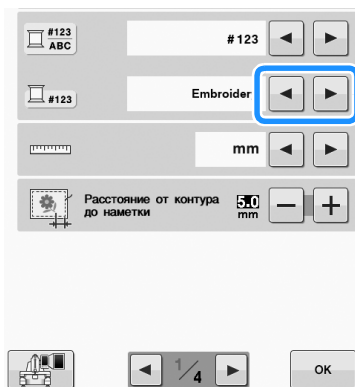 #123
ABC
#123
#123
Embroider
mm
Расстояние от контура
до наметки
5.0
mm
1/4
OK